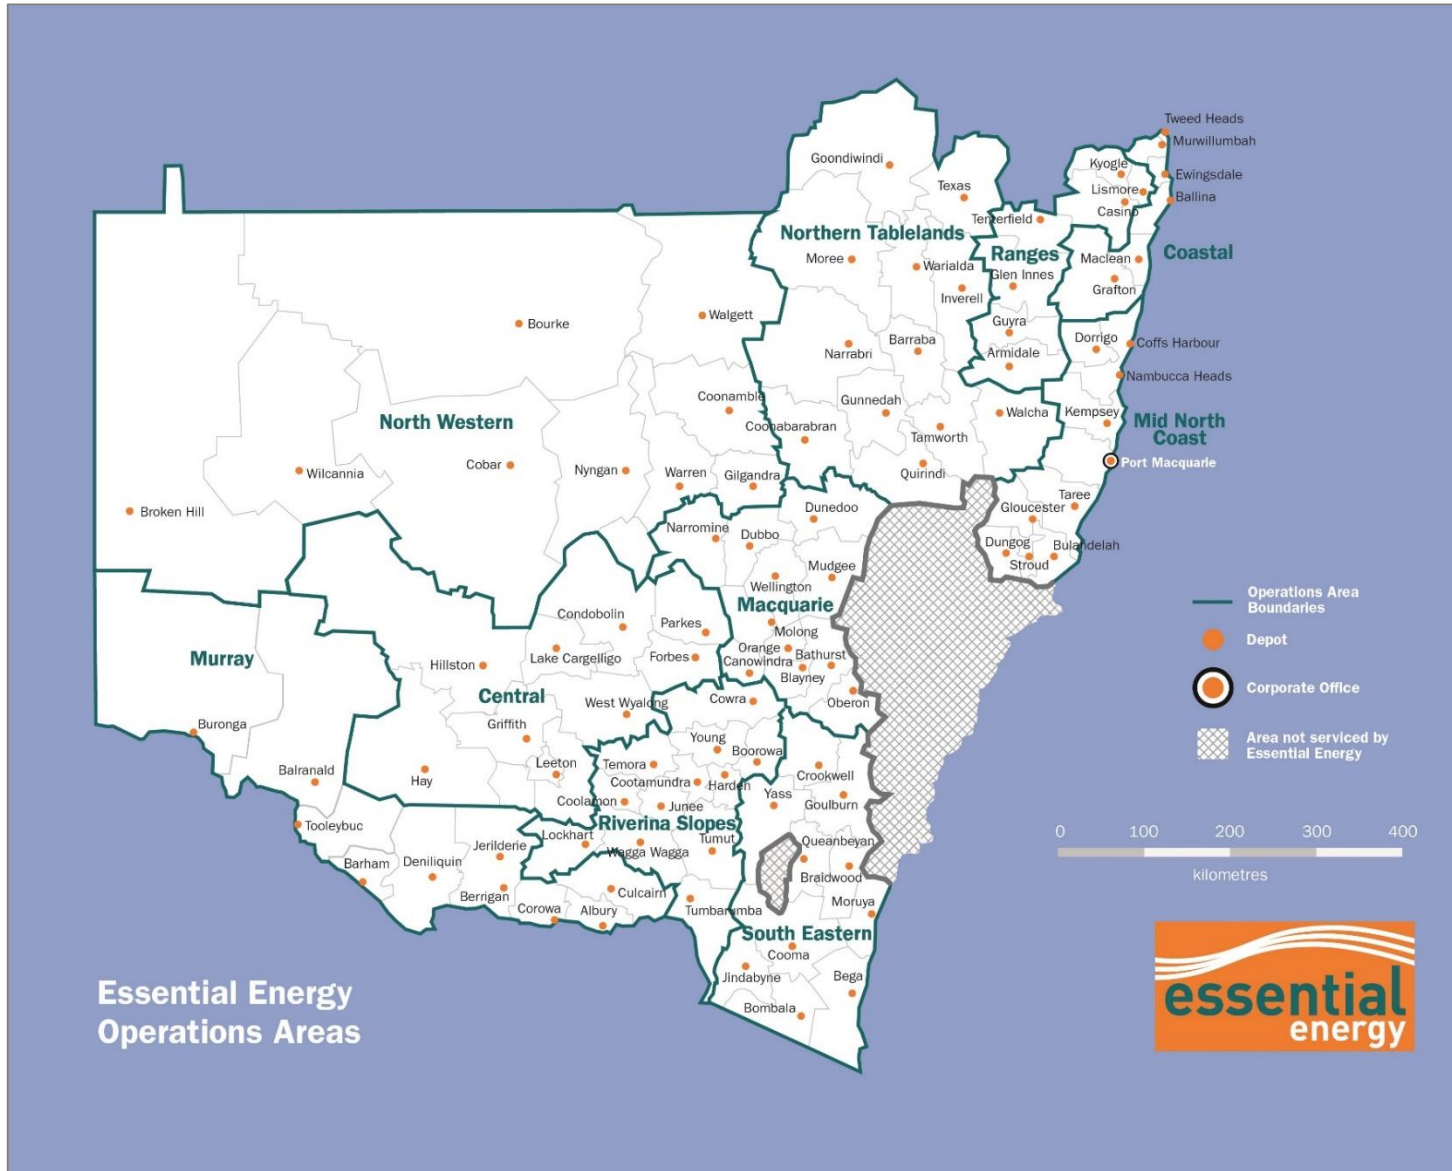 Tweed Heads
Murwillumbah
Goondiwindi
Kyogle
Ewingsdale
Texas
Lismore
Ballina
Casino
Tenterfield
Northern Tablelands
Ranges
Coastal
Moree
Warialda
Maclean
Glen Innes
Inverell
Grafton
Walgett
Bourke
Guyra
Barraba
Dorrigo
Coffs Harbour
Narrabri
Armidale
Nambucca Heads
Coonamble
Gunnedah
Walcha
Kempsey
North Western
Coonabarabran
Mid North
Coast
Tamworth
Port Macquarie
Cobar
Wilcannia
Nyngan
Warren
Gilgandra
Quirindi
Taree
Broken Hill
Dunedoo
Gloucester
Narromine
Dubbo
Dungog
Bulahdelah
Stroud
Mudgee
Wellington
Condobolin
Macquarie
Parkes
Molong
Orange
Bathurst
Murray
Hillston
Lake Cargelligo
Forbes
Canowindra
Blayney
Central
Cowra
Oberon
West Wyalong
Buronga
Griffith
Young
Boorowa
Temora
Leeton
Crookwell
Balranald
Hay
Cootamundra
Harden
Yass
Goulburn
Coolamon
Junee
Tooleybuc
Riverina Slopes
Lockhart
Tumut
Queanbeyan
Jerilderie
Wagga Wagga
Barham
Deniliquin
Braidwood
Berrigan
Culcairn
Corowa
Albury
Tumbarumba
Moruya
South Eastern
Cooma
Jindabyne
Bega
Bombala
Operations Area
Boundaries
Depot
Corporate Office
Area not serviced by
Essential Energy
0 100 200 300 400
kilometres
Essential Energy
Operations Areas
essential
energy